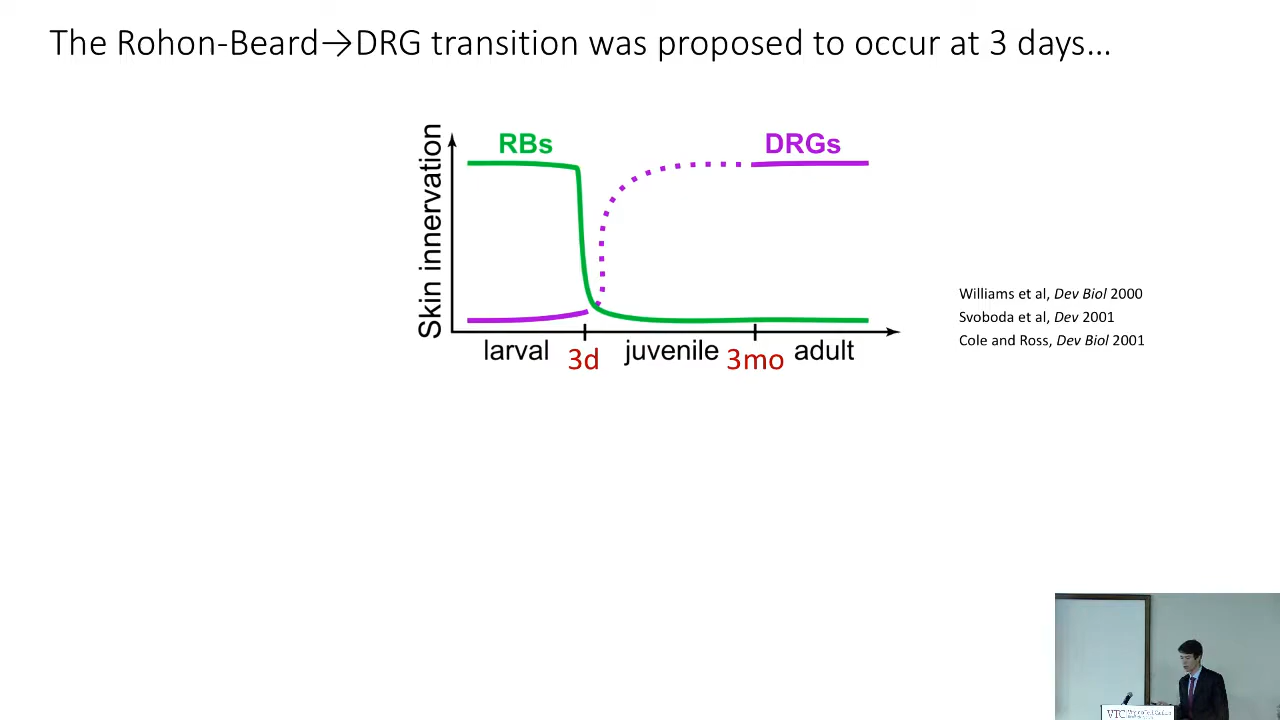 The Rohon-Beard→DRG transition was proposed to occur at 3 days…
RBs
DRGs
Skin innervation
larval
3d
juvenile
3mo
adult
Williams et al, Dev Biol 2000
Svoboda et al, Dev 2001
Cole and Ross, Dev Biol 2001
VTC